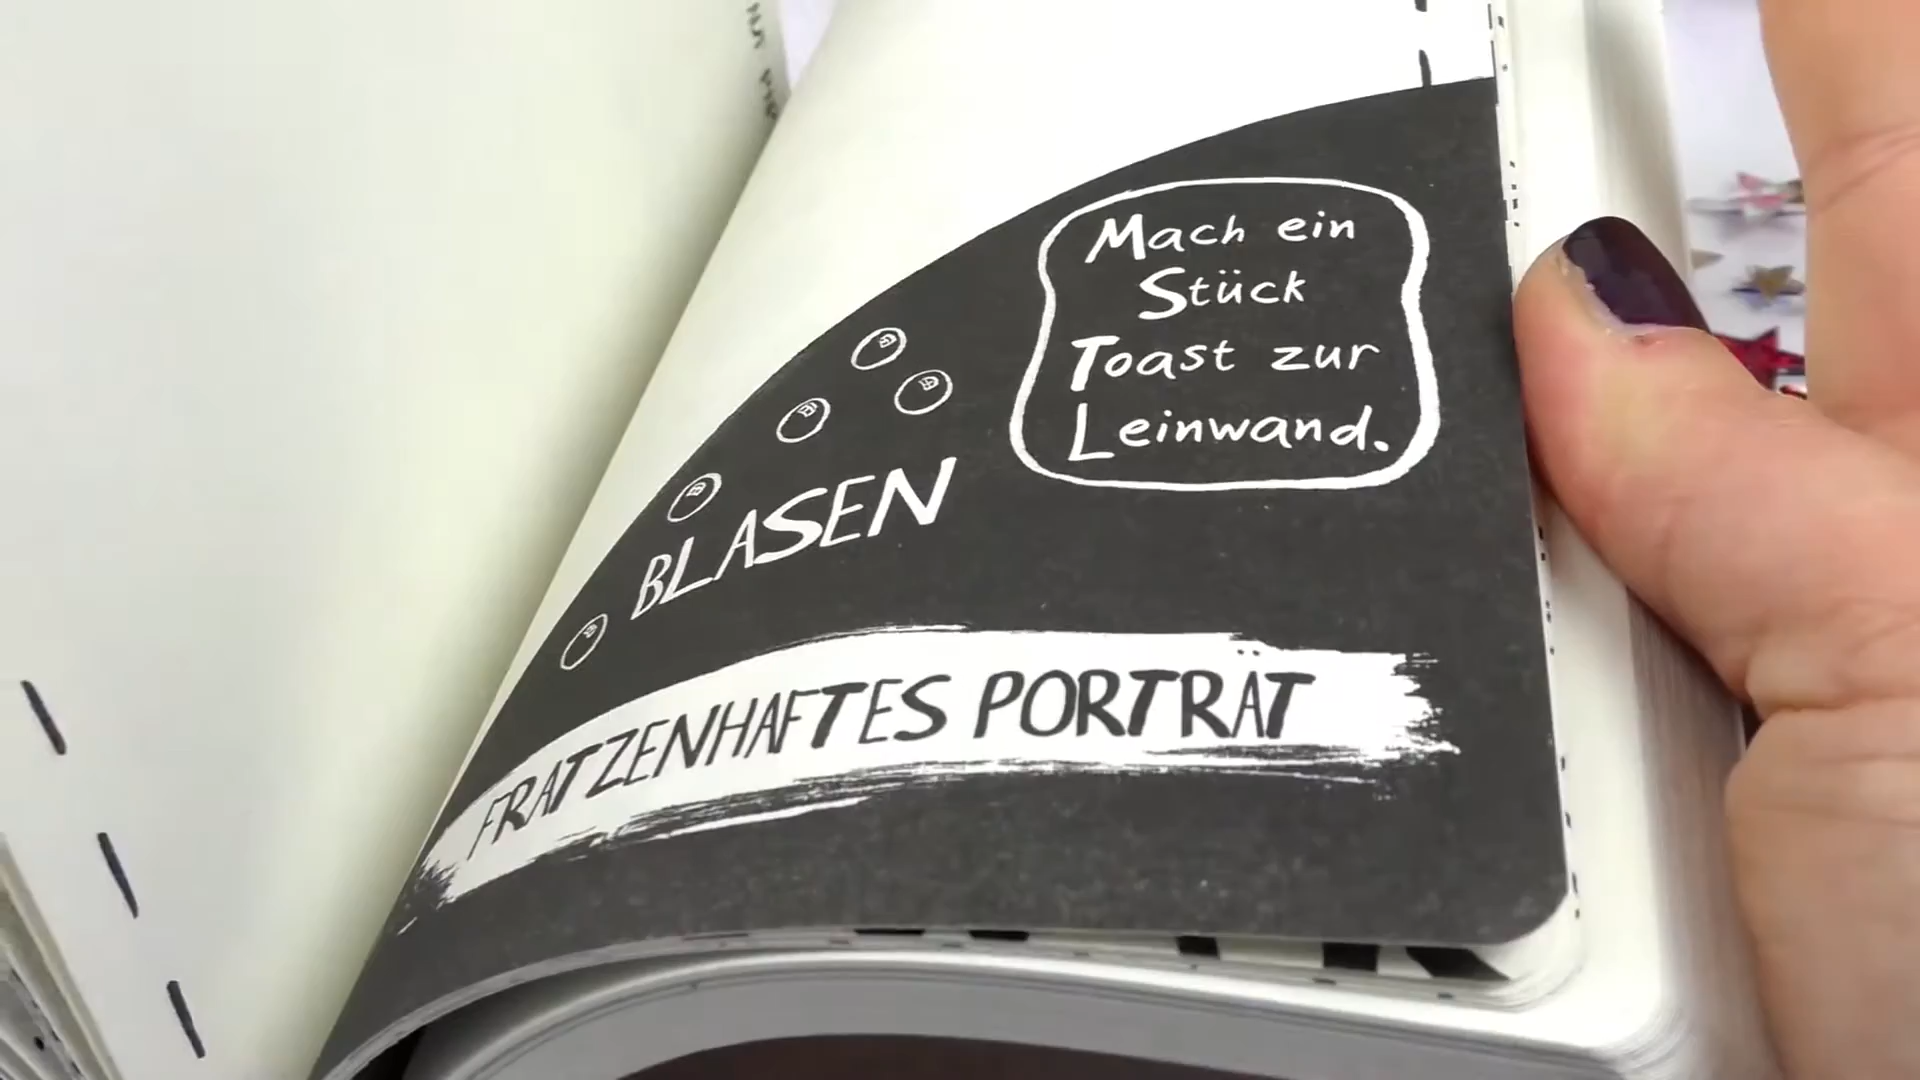 Mach ein
Stück
Toast zur
Leinwand.
BLASEN
FRATZENHAFTES PORTRÄT